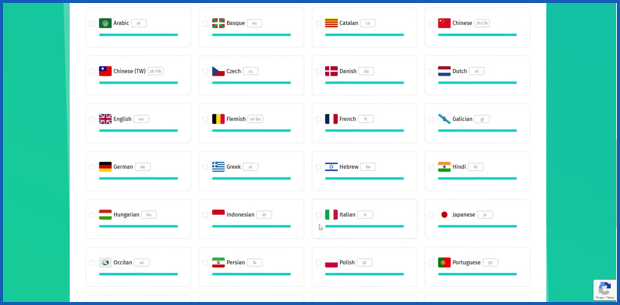 Arabic ar
Basque eu
Catalan ca
Chinese zh-CN
Chinese (TW) zh-TW
Czech cs
Danish da
Dutch nl
English en
Flemish nl-be
French fr
Galician gl
German de
Greek el
Hebrew he
Hindi hi
Hungarian hu
Indonesian id
Italian it
Japanese ja
Occitan oc
Persian fa
Polish pl
Portuguese pt
Privacy - Terms